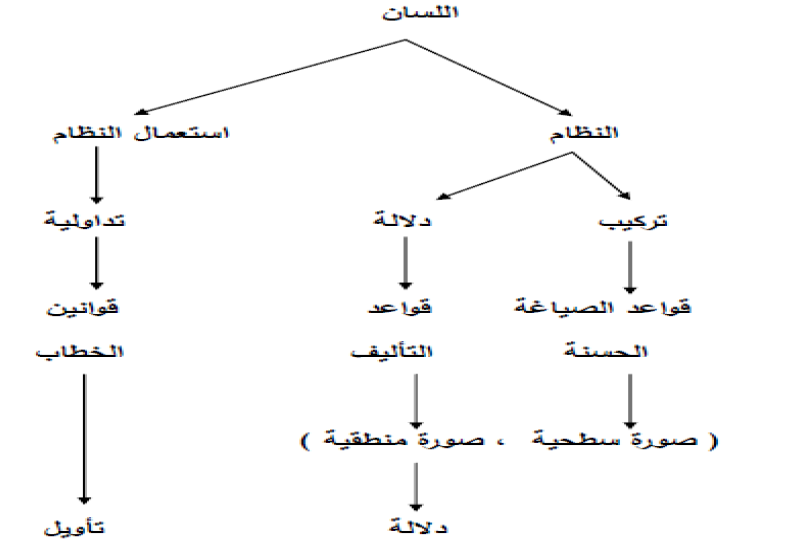 اللسان
النظام استعمال النظام
تركيب دلالة تداولية
قواعد الصياغة قواعد قوانين
الحسنة التأليف الخطاب
( صورة سطحية ، صورة منطقية )
دلالة تأويل